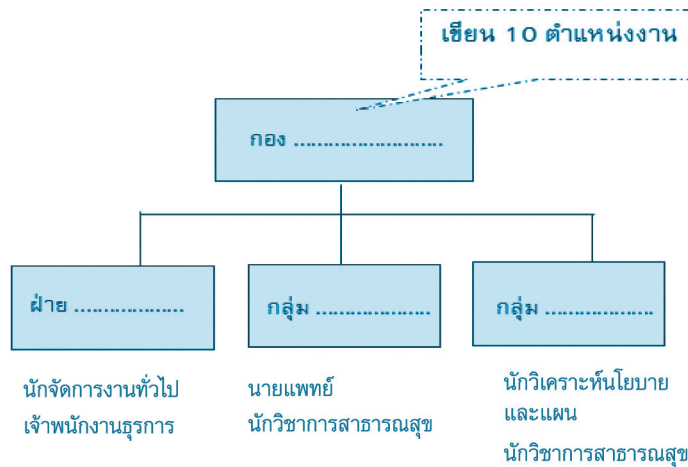 เขียน 10 ตำแหน่งงาน
กอง ............................
ฝ่าย ....................
กลุ่ม .....................
กลุ่ม .....................
นักจัดการงานทั่วไป
เจ้าพนักงานธุรการ
นายแพทย์
นักวิชาการสาธารณสุข
นักวิเคราะห์นโยบาย
และแผน
นักวิชาการสาธารณสุข